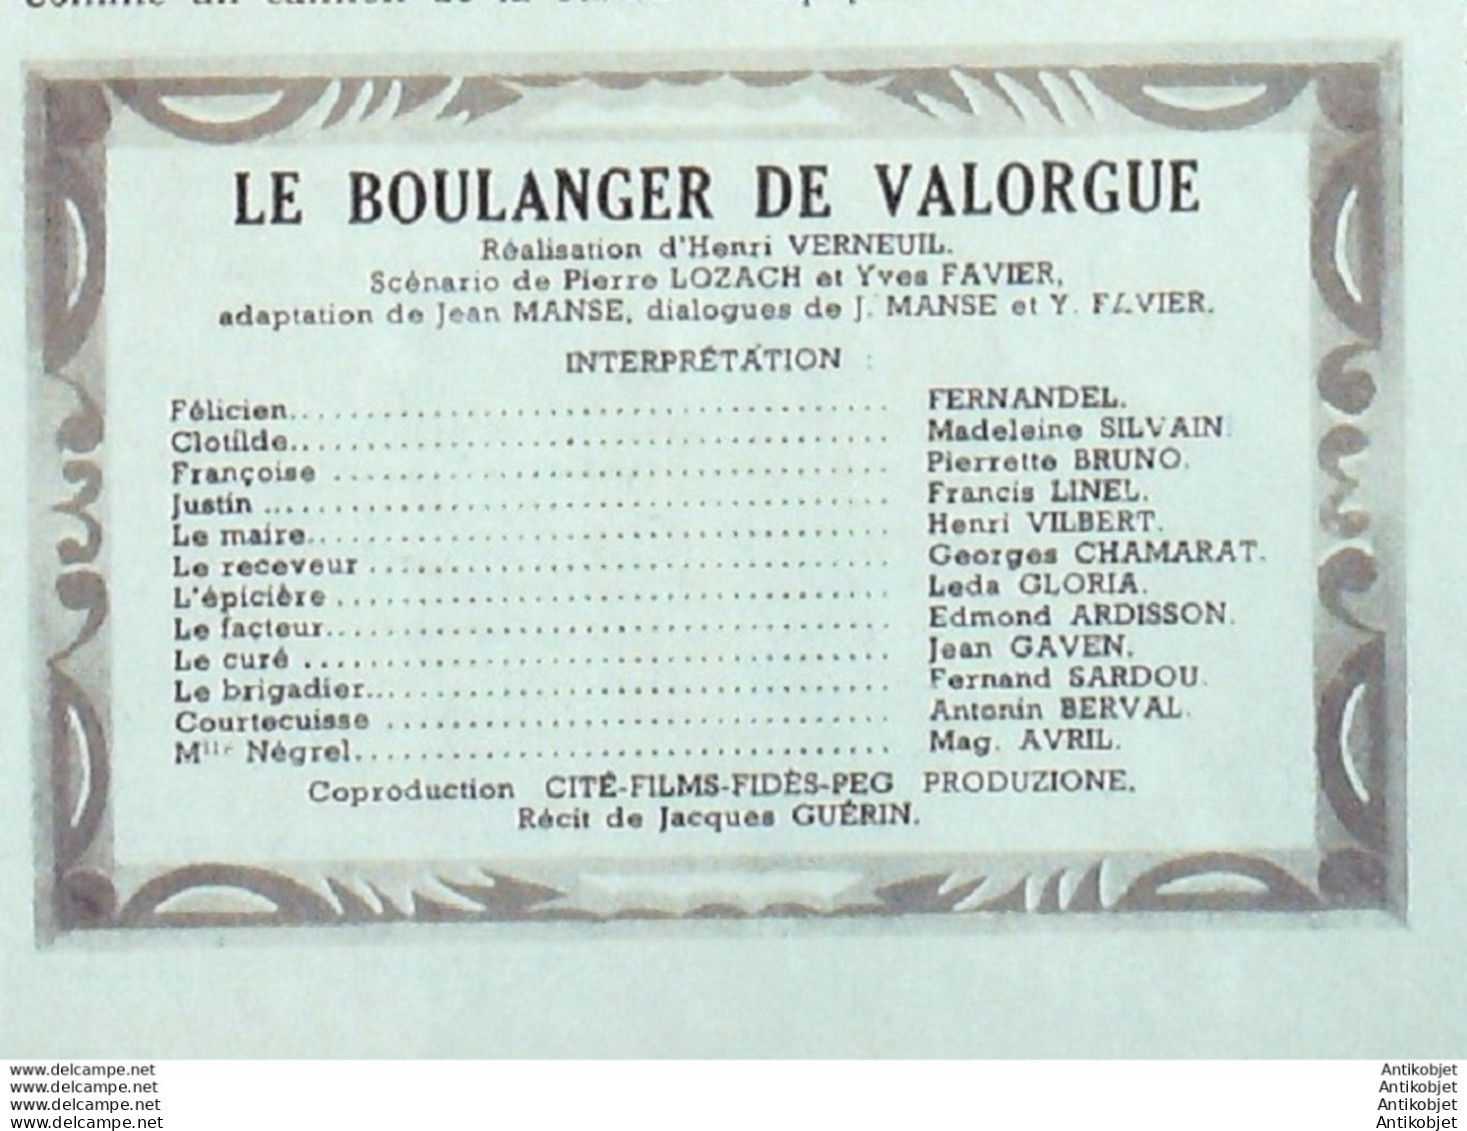 LE BOULANGER DE VALORGUE
Réalisation d'Henri VERNEUIL.
Scénario de Pierre LOZACH et Yves FAVIER,
adaptation de Jean MANSE, dialogues de J. MANSE et Y. FAVIER.
INTERPRÉTATION :
Félicien........................................ FERNANDEL.
Clotilde........................................ Madeleine SILVAIN.
Françoise ........................................ Pierrette BRUNO.
Justin ........................................ Francis LINEL.
Le maire........................................ Henri VILBERT.
Le receveur ........................................ Georges CHAMARAT.
L'épicière ........................................ Leda GLORIA.
Le facteur........................................ Edmond ARDISSON.
Le curé ........................................ Jean GAVEN.
Le brigadier........................................ Fernand SARDOU.
Courtecuisse ........................................ Antonin BERVAL.
Mlle Négrel........................................ Mag. AVRIL.
Coproduction CITÉ-FILMS-FIDÈS-PEG PRODUZIONE.
Récit de Jacques GUÉRIN.
www.delcampe.net Antikobjet
www.delcampe.net Antikobjet
www.delcampe.net Antikobjet
www.delcampe.net Antikobjet